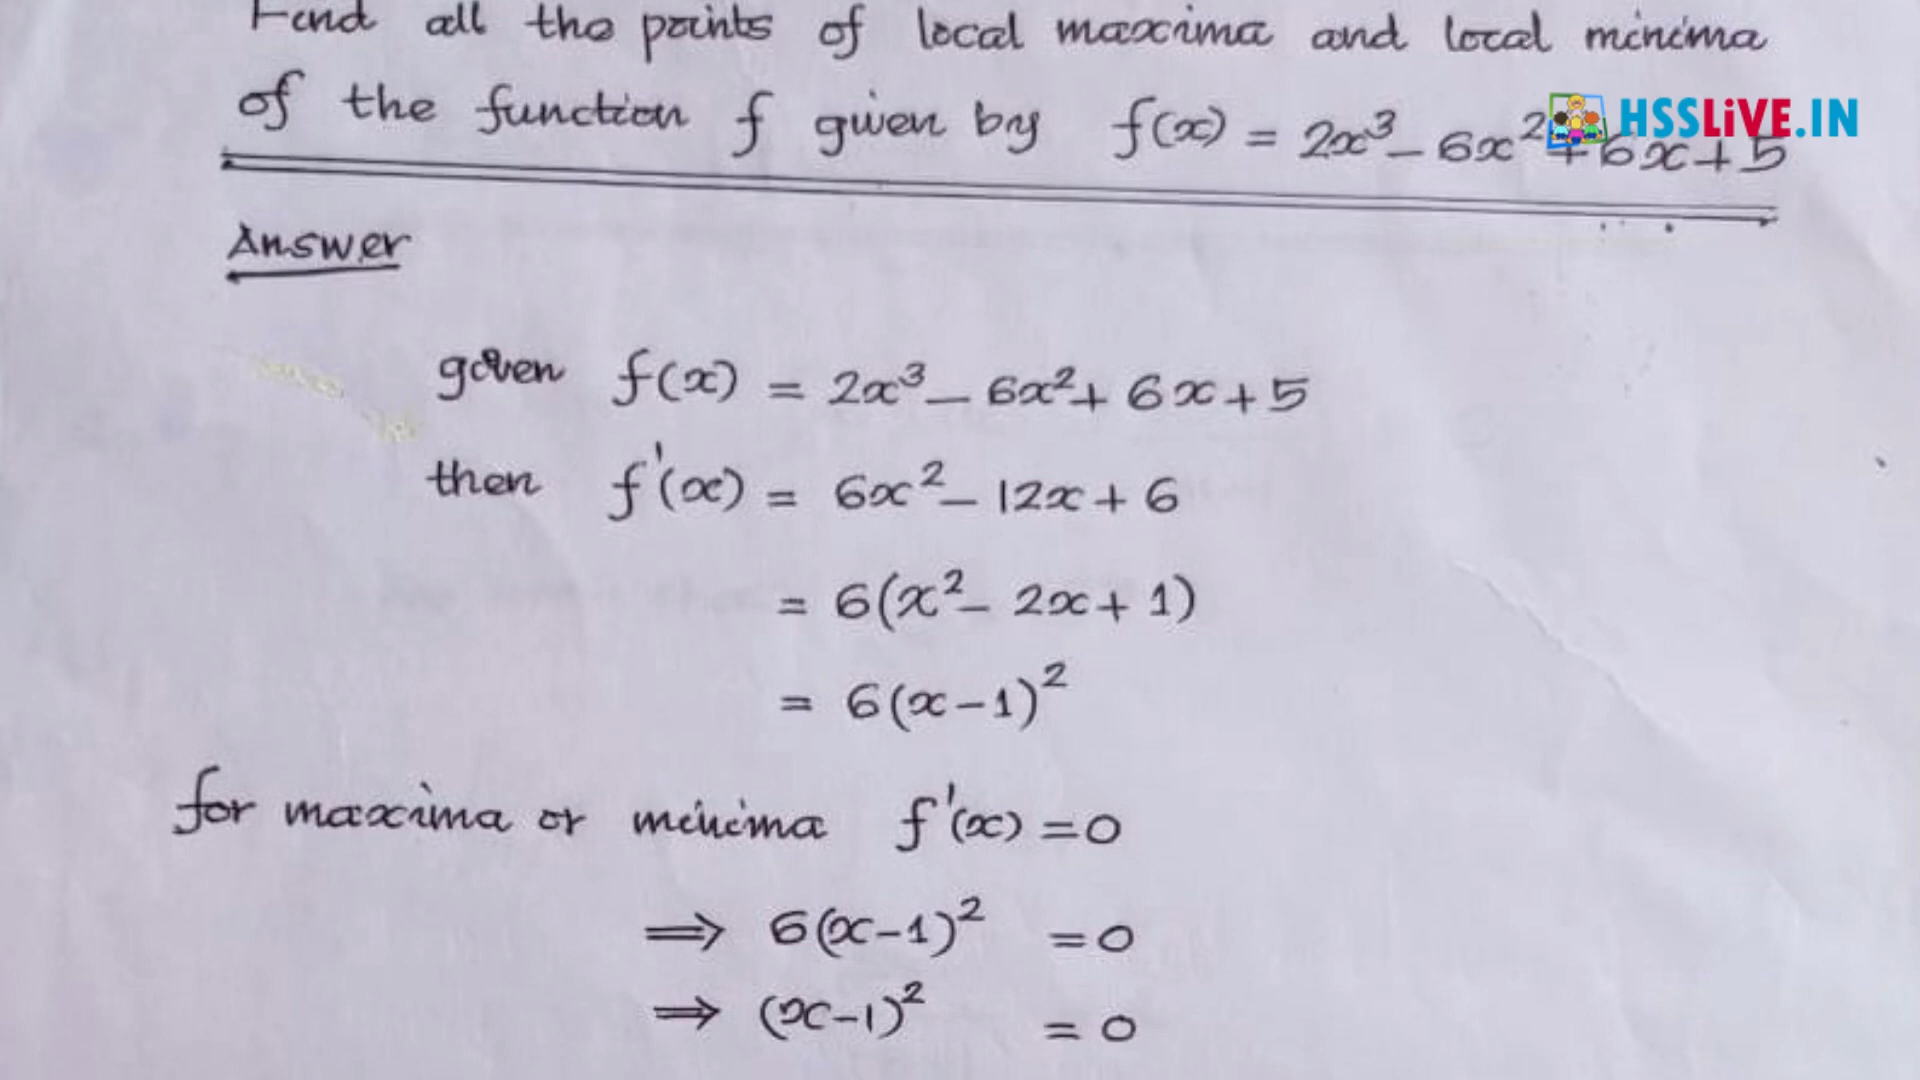 Find all the points of local maxima and local minima
of the function f given by f(x) = 2x³ - 6x² + 6x + 5
HSSLiVE.IN
Answer
given f(x) = 2x³ - 6x² + 6x + 5
then f'(x) = 6x² - 12x + 6
= 6(x² - 2x + 1)
= 6(x-1)²
for maxima or minima f'(x) = 0
⇒ 6(x-1)² = 0
⇒ (x-1)² = 0